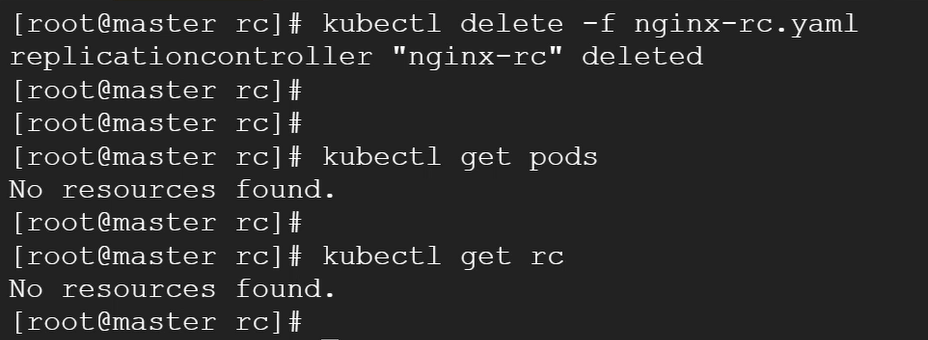 [root@master rc]# kubectl delete -f nginx-rc.yaml
replicationcontroller "nginx-rc" deleted
[root@master rc]#
[root@master rc]#
[root@master rc]# kubectl get pods
No resources found.
[root@master rc]#
[root@master rc]# kubectl get rc
No resources found.
[root@master rc]#